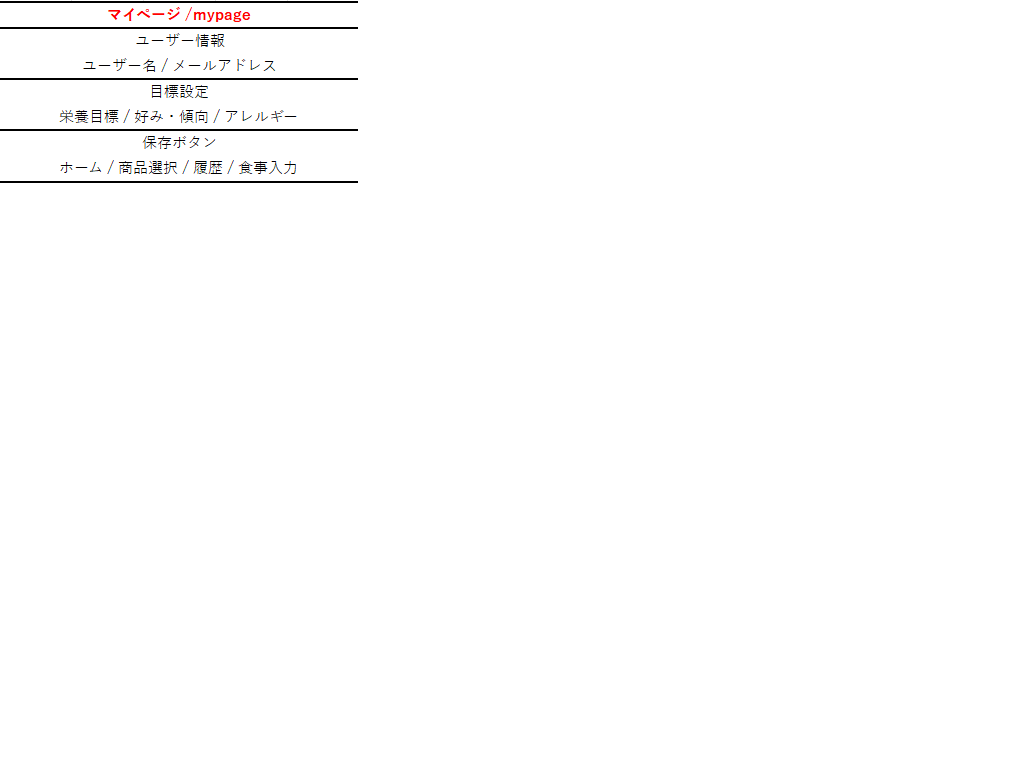 マイページ /mypage
ユーザー情報
ユーザー名 / メールアドレス
目標設定
栄養目標 / 好み・傾向 / アレルギー
保存ボタン
ホーム / 商品選択 / 履歴 / 食事入力